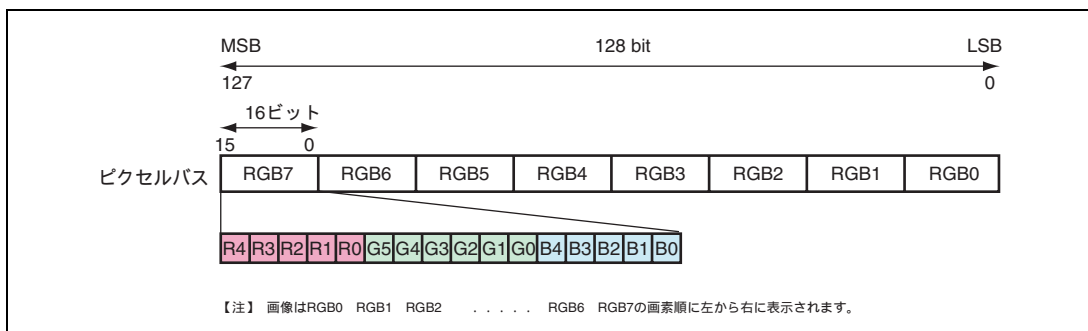 MSB 128 bit LSB
127 0
16ビット
15 0
ピクセルバス RGB7 RGB6 RGB5 RGB4 RGB3 RGB2 RGB1 RGB0
R4 R3 R2 R1 R0 G5 G4 G3 G2 G1 G0 B4 B3 B2 B1 B0
【注】 画像はRGB0 RGB1 RGB2 . . . . . RGB6 RGB7の画素順に左から右に表示されます。